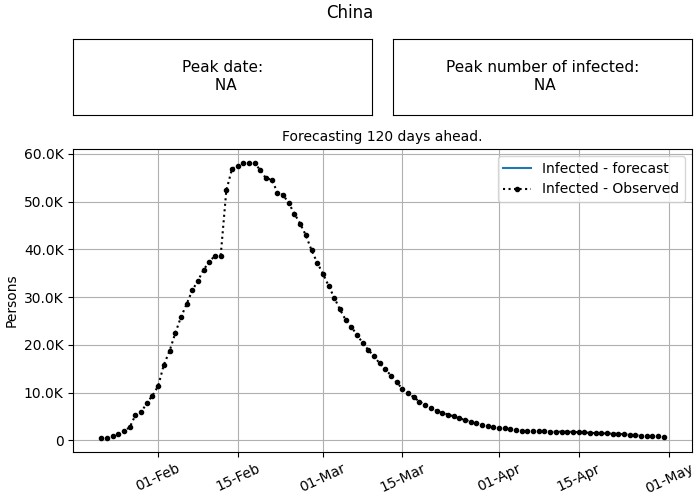 China
Peak date:
NA
Peak number of infected:
NA
Forecasting 120 days ahead.
Infected - forecast
Infected - Observed
Persons
60.0K
50.0K
40.0K
30.0K
20.0K
10.0K
0
01-Feb
15-Feb
01-Mar
15-Mar
01-Apr
15-Apr
01-May